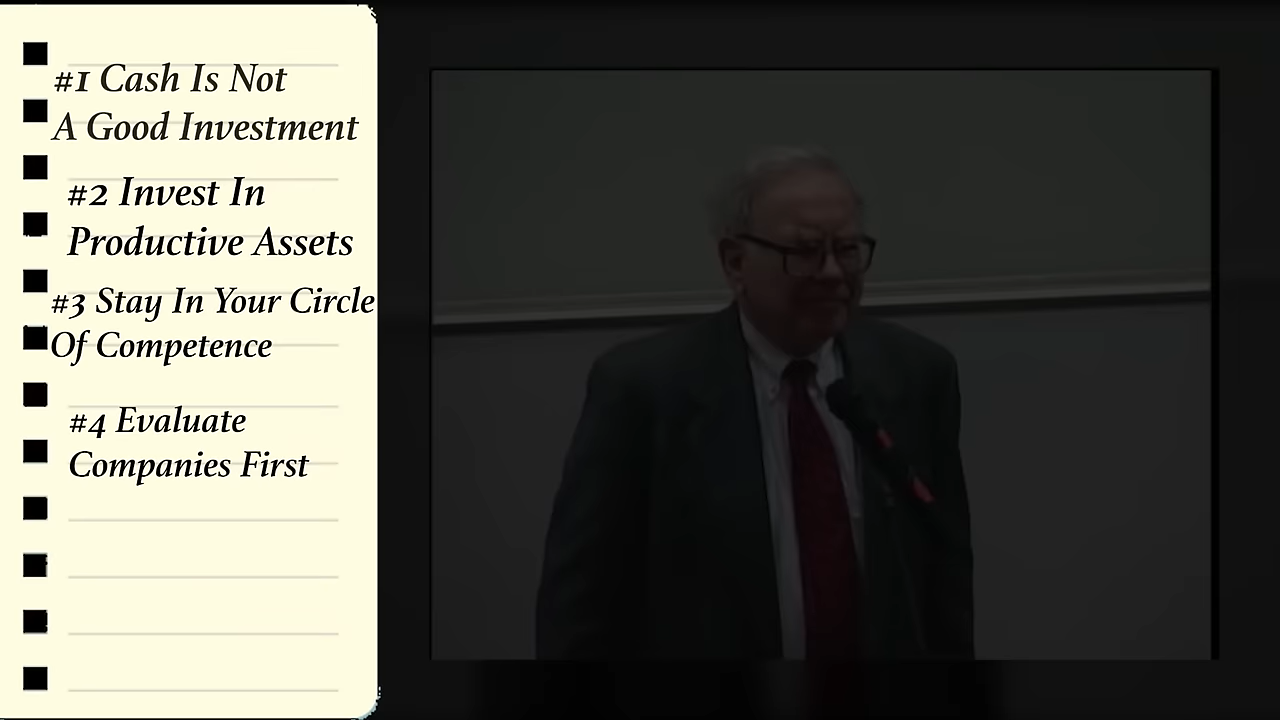 #1 Cash Is Not
A Good Investment
#2 Invest In
Productive Assets
#3 Stay In Your Circle
Of Competence
#4 Evaluate
Companies First